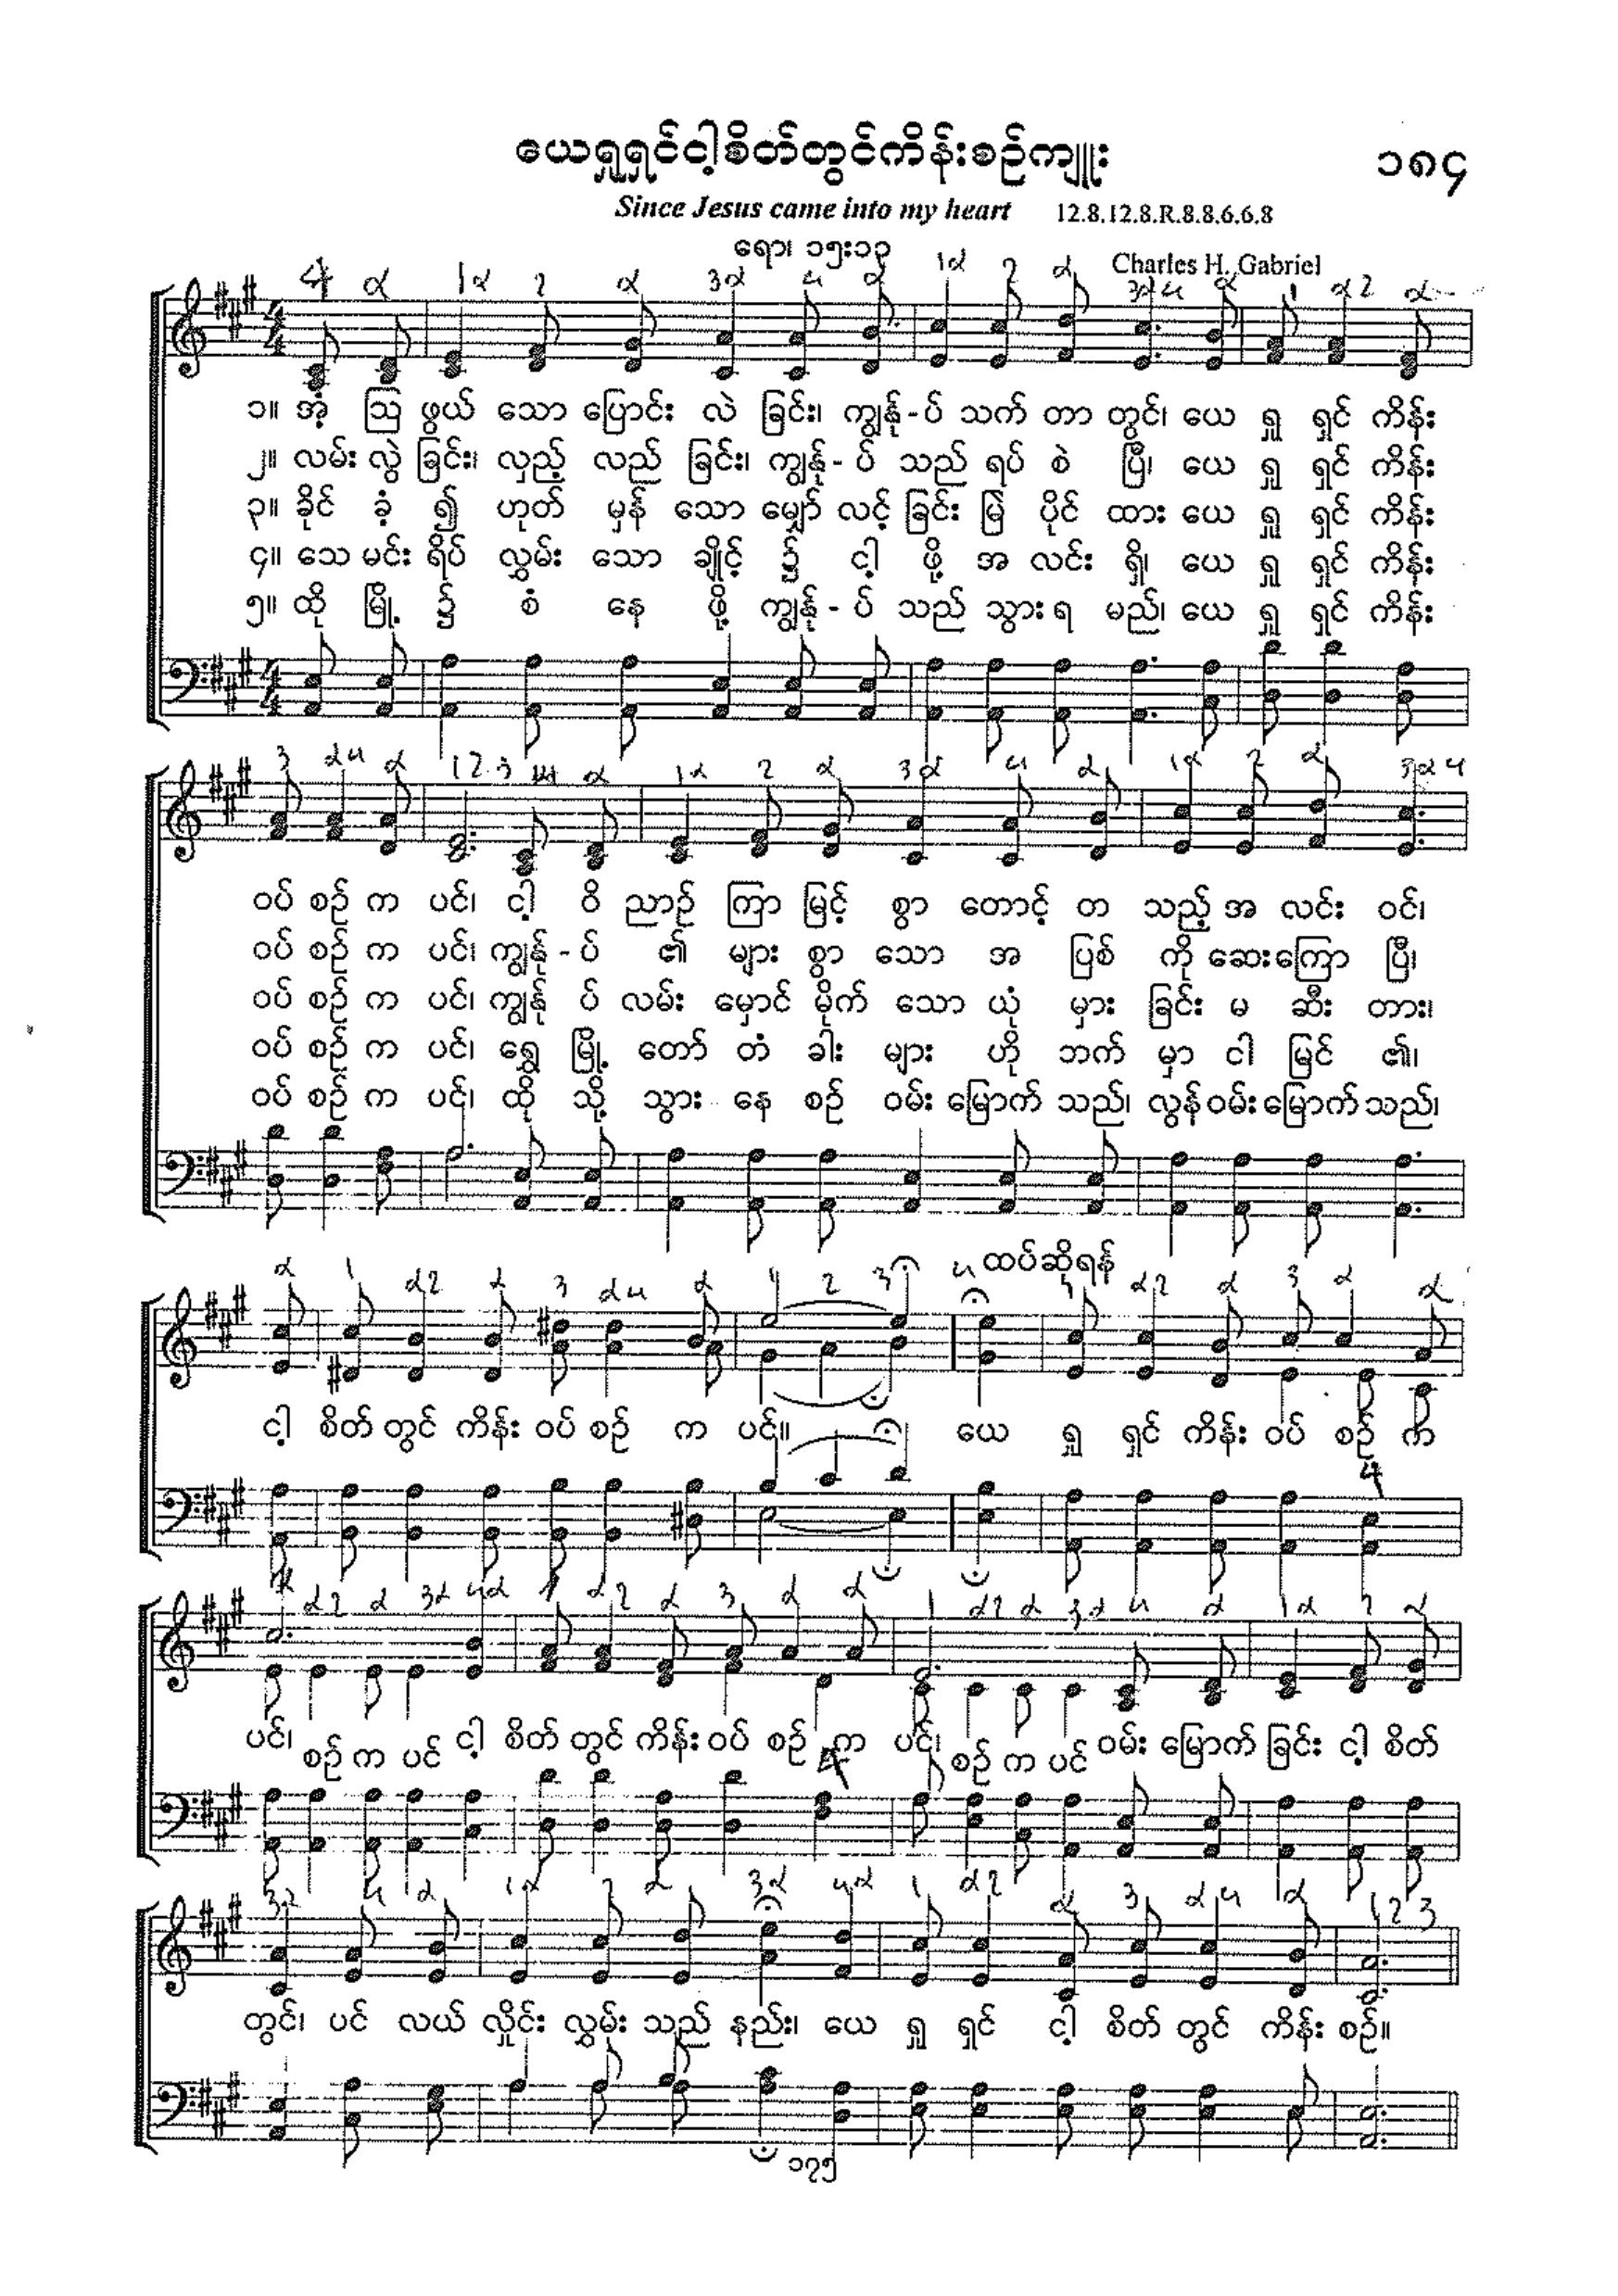 ယေရှုရှင်ငါ့စိတ်တွင်ကိန်းစဉ်ကျူး
၁၈၄
Since Jesus came into my heart 12.8.12.8.R.8.8.6.6.8
ရော၊ ၁၅း၁၃
Charles H. Gabriel
၁။ အံ့ ဩ ဖွယ် သော ပြောင်း လဲ ခြင်း၊ ကျွန်ု-ပ် သက် တာ တွင်၊ ယေ ရှု ရှင် ကိန်း
၂။ လမ်း လွဲ ခြင်း၊ လှည့် လည် ခြင်း၊ ကျွန်ု-ပ် သည် ရပ် စဲ ပြီ၊ ယေ ရှု ရှင် ကိန်း
၃။ ခိုင် ခံ့ ၍ ဟုတ် မှန် သော မျှော် လင့် ခြင်း မြဲ ပိုင် ထား ယေ ရှု ရှင် ကိန်း
၄။ သေ မင်း ရိပ် လွှမ်း သော ချိုင့် ၌ ငါ့ ဖို့ အ လင်း ရှိ၊ ယေ ရှု ရှင် ကိန်း
၅။ ထို မြို့ ၌ စံ နေ ဖို့ ကျွန်ု-ပ် သည် သွား ရ မည်၊ ယေ ရှု ရှင် ကိန်း
ဝပ် စဉ် က ပင်၊ ငါ့ ဝိ ညာဉ် ကြာ မြင့် စွာ တောင့် တ သည့် အ လင်း ဝင်၊
ဝပ် စဉ် က ပင်၊ ကျွန်ု-ပ် ၏ များ စွာ သော အ ပြစ် ကို ဆေး ကြော ပြီ၊
ဝပ် စဉ် က ပင်၊ ကျွန်ု ပ် လမ်း မှောင် မိုက် သော ယုံ မှား ခြင်း မ ဆီး တား၊
ဝပ် စဉ် က ပင်၊ ရွှေ မြို့ တော် တံ ခါး များ ဟို ဘက် မှာ ငါ မြင် ၏၊
ဝပ် စဉ် က ပင်၊ ထို သို့ သွား နေ စဉ် ဝမ်း မြောက် သည်၊ လွန် ဝမ်း မြောက် သည်၊
ထပ်ဆိုရန်
ငါ့ စိတ် တွင် ကိန်း ဝပ် စဉ် က ပင်။ ယေ ရှု ရှင် ကိန်း ဝပ် စဉ် က
ပင်၊ စဉ် က ပင် ငါ့ စိတ် တွင် ကိန်း ဝပ် စဉ် က ပင်၊ စဉ် က ပင် ဝမ်း မြောက် ခြင်း ငါ့ စိတ်
တွင်၊ ပင် လယ် လှိုင်း လွှမ်း သည် နည်း၊ ယေ ရှု ရှင် ငါ့ စိတ် တွင် ကိန်း စဉ်။
၁၇၅